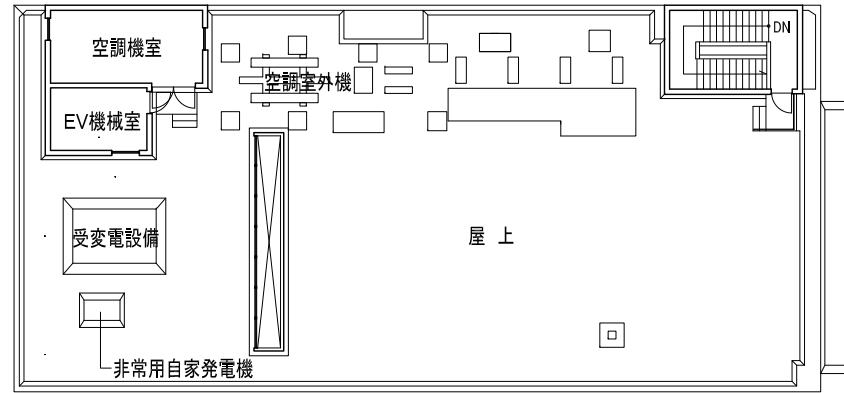 空調機室
DN
空調室外機
EV機械室
受変電設備
屋上
非常用自家発電機